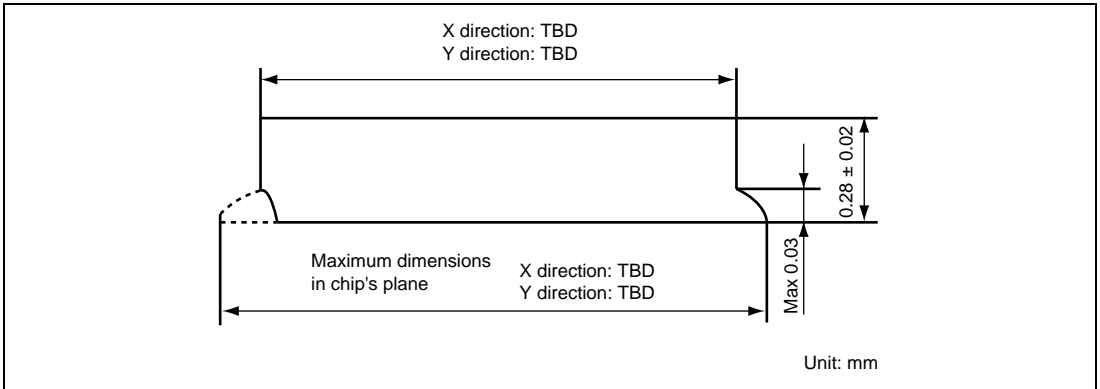 X direction: TBD
Y direction: TBD
0.28 ± 0.02
Max 0.03
Maximum dimensions
in chip's plane
X direction: TBD
Y direction: TBD
Unit: mm